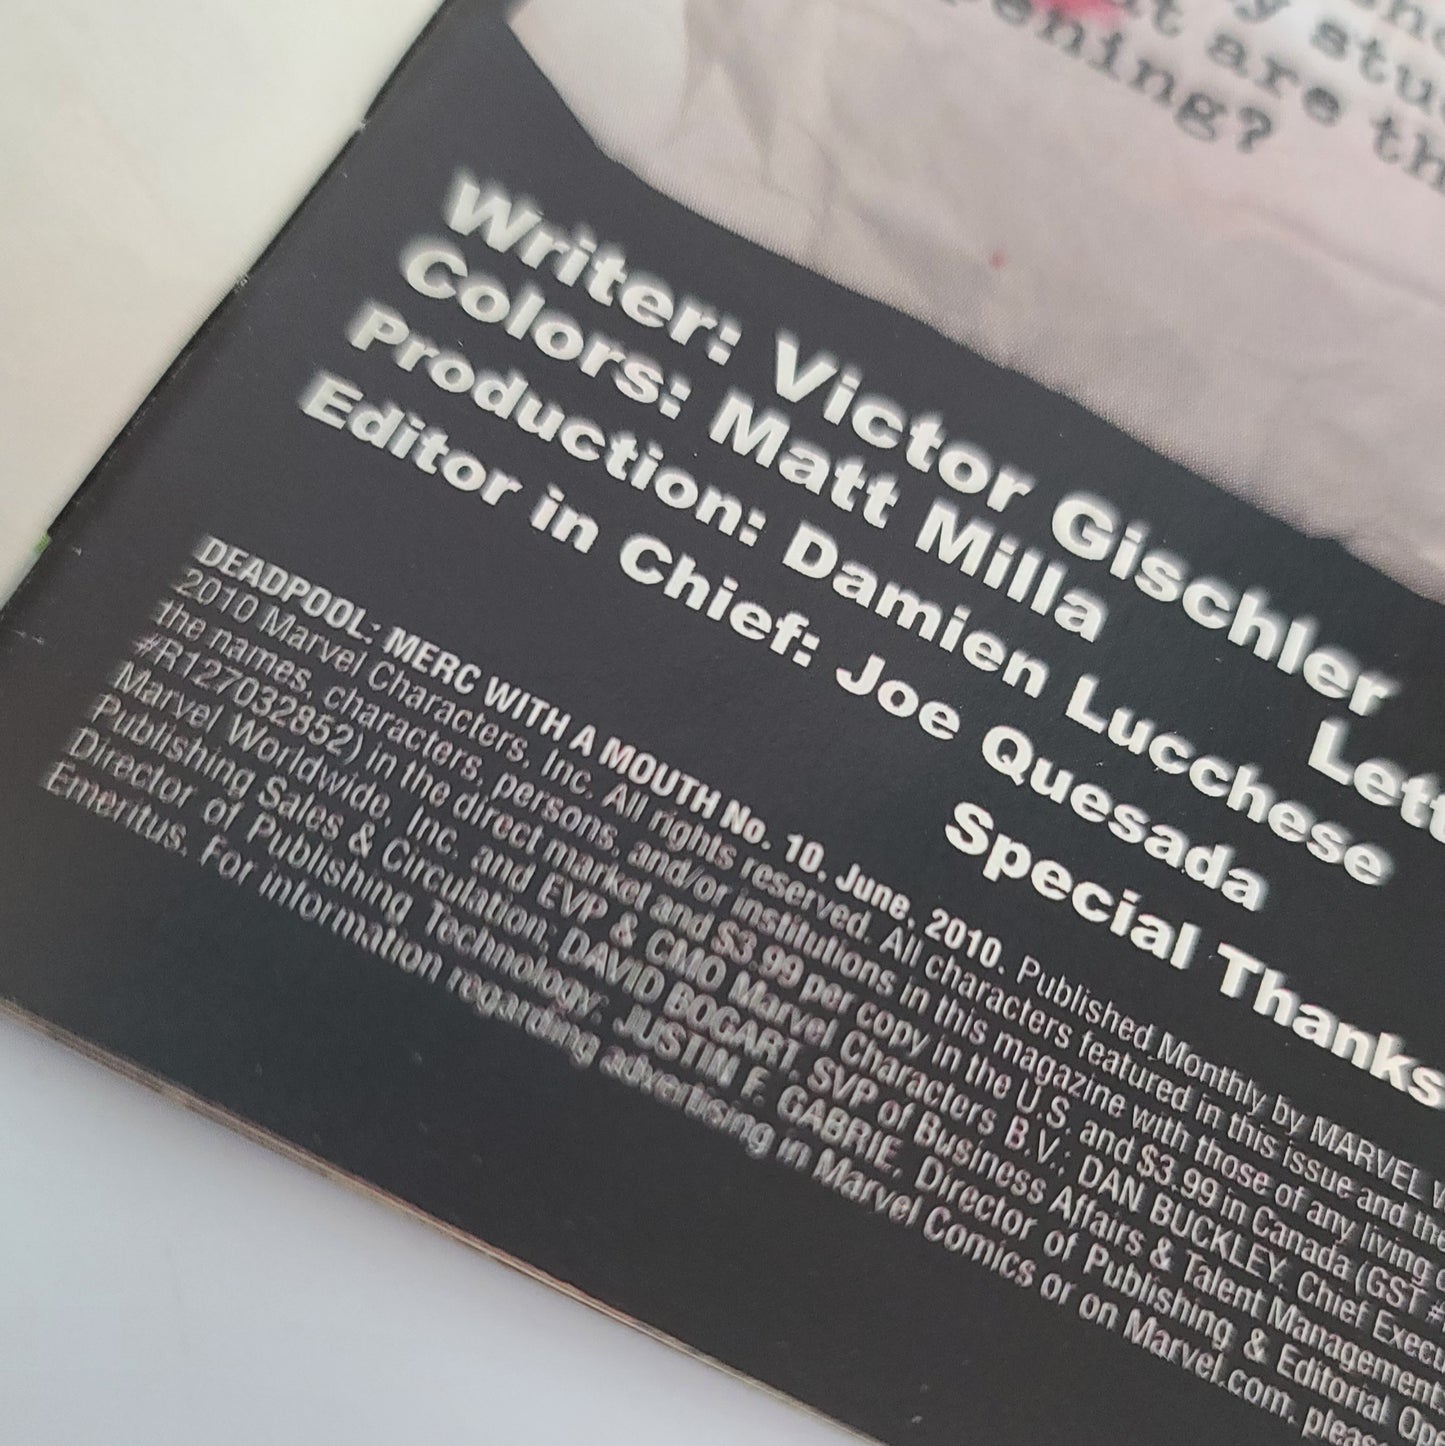 y stu
t are th
pening?
Writer: Victor Gischler
Colors: Matt Milla
Lett
Production: Damien Lucchese
Editor in Chief: Joe Quesada
Special Thanks
DEADPOOL: MERC WITH A MOUTH No. 10, June, 2010. Published Monthly by MARVEL W
2010 Marvel Characters, Inc. All rights reserved. All characters featured in this issue and the
the names, characters, persons, and/or institutions in this magazine with those of any living
#R127032852) in the direct market and $3.99 per copy in the U.S. and $3.99 in Canada (GST #
Marvel Worldwide, Inc. and EVP & CMO Marvel Characters B.V.; DAN BUCKLEY, Chief Execu
Publishing Sales & Circulation; DAVID BOGART, SVP of Business Affairs & Talent Management;
Director of Publishing Technology; JUSTIN F. GABRIE, Director of Publishing & Editorial Ope
Emeritus. For information regarding advertising in Marvel Comics or on Marvel.com, pleas